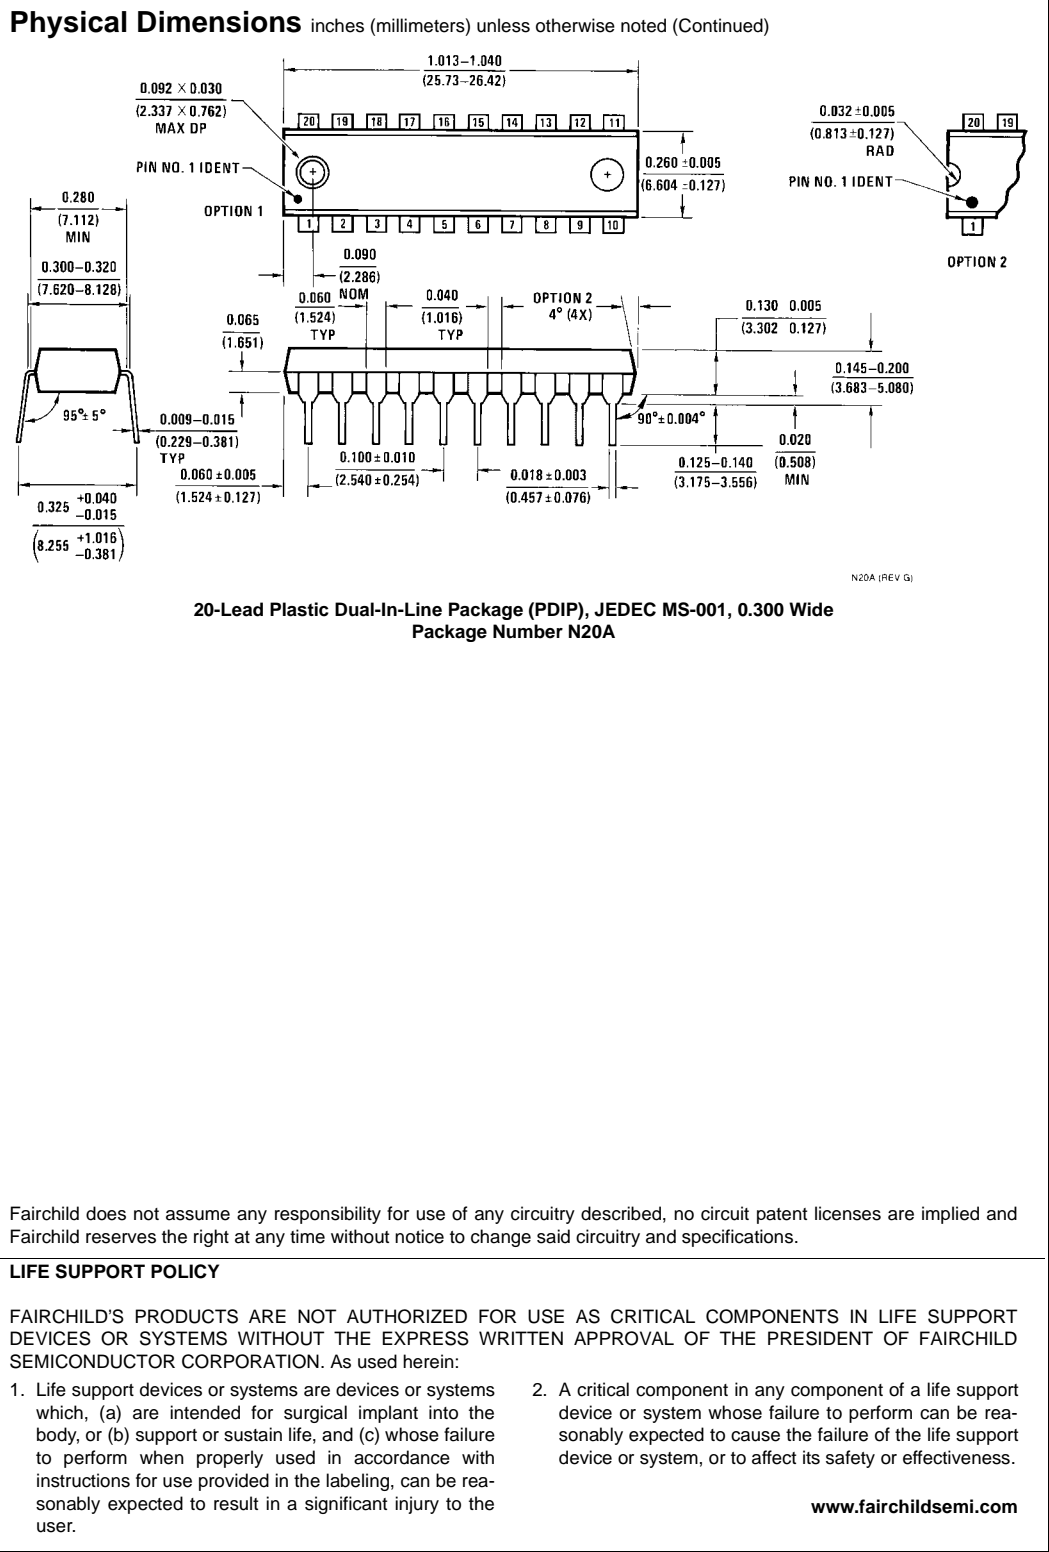 Physical Dimensions inches (millimeters) unless otherwise noted (Continued)
1.013–1.040
(25.73–26.42)
0.092 × 0.030
(2.337 × 0.762)
MAX DP
PIN NO. 1 IDENT
OPTION 1
20 19 18 17 16 15 14 13 12 11
1 2 3 4 5 6 7 8 9 10
0.260 ±0.005
(6.604 ±0.127)
0.032 ±0.005
(0.813 ±0.127)
RAD
PIN NO. 1 IDENT
20 19
1
OPTION 2
0.280
(7.112)
MIN
0.300–0.320
(7.620–8.128)
0.090
(2.286)
NOM
0.060
(1.524)
TYP
0.040
(1.016)
TYP
OPTION 2
4° (4X)
0.130 0.005
(3.302 0.127)
0.065
(1.651)
0.145–0.200
(3.683–5.080)
95°± 5°
0.009–0.015
(0.229–0.381)
TYP
90°±0.004°
0.020
(0.508)
MIN
0.125–0.140
(3.175–3.556)
0.100 ±0.010
(2.540 ±0.254)
0.018 ±0.003
(0.457 ±0.076)
0.060 ±0.005
(1.524 ±0.127)
0.325 +0.040
–0.015
(8.255 +1.016
–0.381)
N20A (REV G)
20-Lead Plastic Dual-In-Line Package (PDIP), JEDEC MS-001, 0.300 Wide
Package Number N20A
Fairchild does not assume any responsibility for use of any circuitry described, no circuit patent licenses are implied and
Fairchild reserves the right at any time without notice to change said circuitry and specifications.
LIFE SUPPORT POLICY
FAIRCHILD'S PRODUCTS ARE NOT AUTHORIZED FOR USE AS CRITICAL COMPONENTS IN LIFE SUPPORT
DEVICES OR SYSTEMS WITHOUT THE EXPRESS WRITTEN APPROVAL OF THE PRESIDENT OF FAIRCHILD
SEMICONDUCTOR CORPORATION. As used herein:
1. Life support devices or systems are devices or systems
which, (a) are intended for surgical implant into the
body, or (b) support or sustain life, and (c) whose failure
to perform when properly used in accordance with
instructions for use provided in the labeling, can be rea-
sonably expected to result in a significant injury to the
user.
2. A critical component in any component of a life support
device or system whose failure to perform can be rea-
sonably expected to cause the failure of the life support
device or system, or to affect its safety or effectiveness.
www.fairchildsemi.com